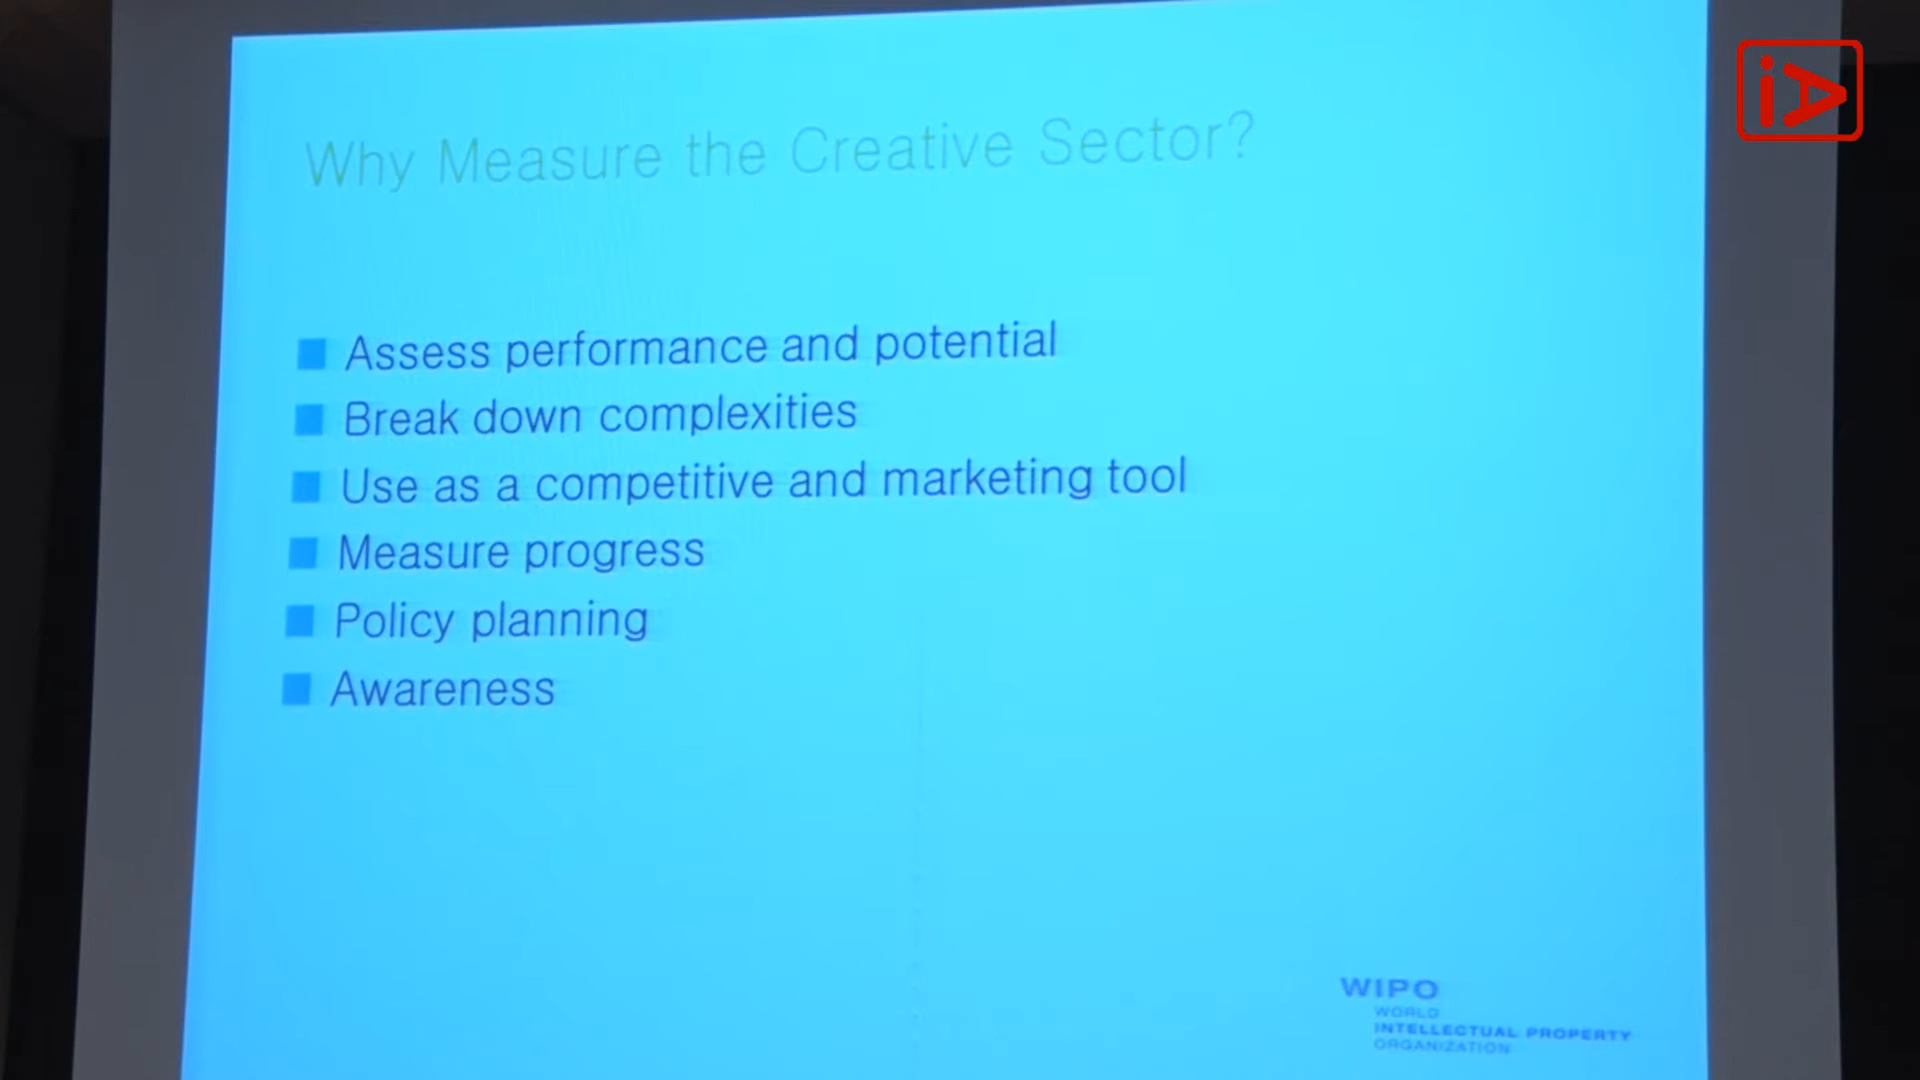 iA
Why Measure the Creative Sector?
Assess performance and potential
Break down complexities
Use as a competitive and marketing tool
Measure progress
Policy planning
Awareness
WIPO
WORLD
INTELLECTUAL PROPERTY
ORGANIZATION